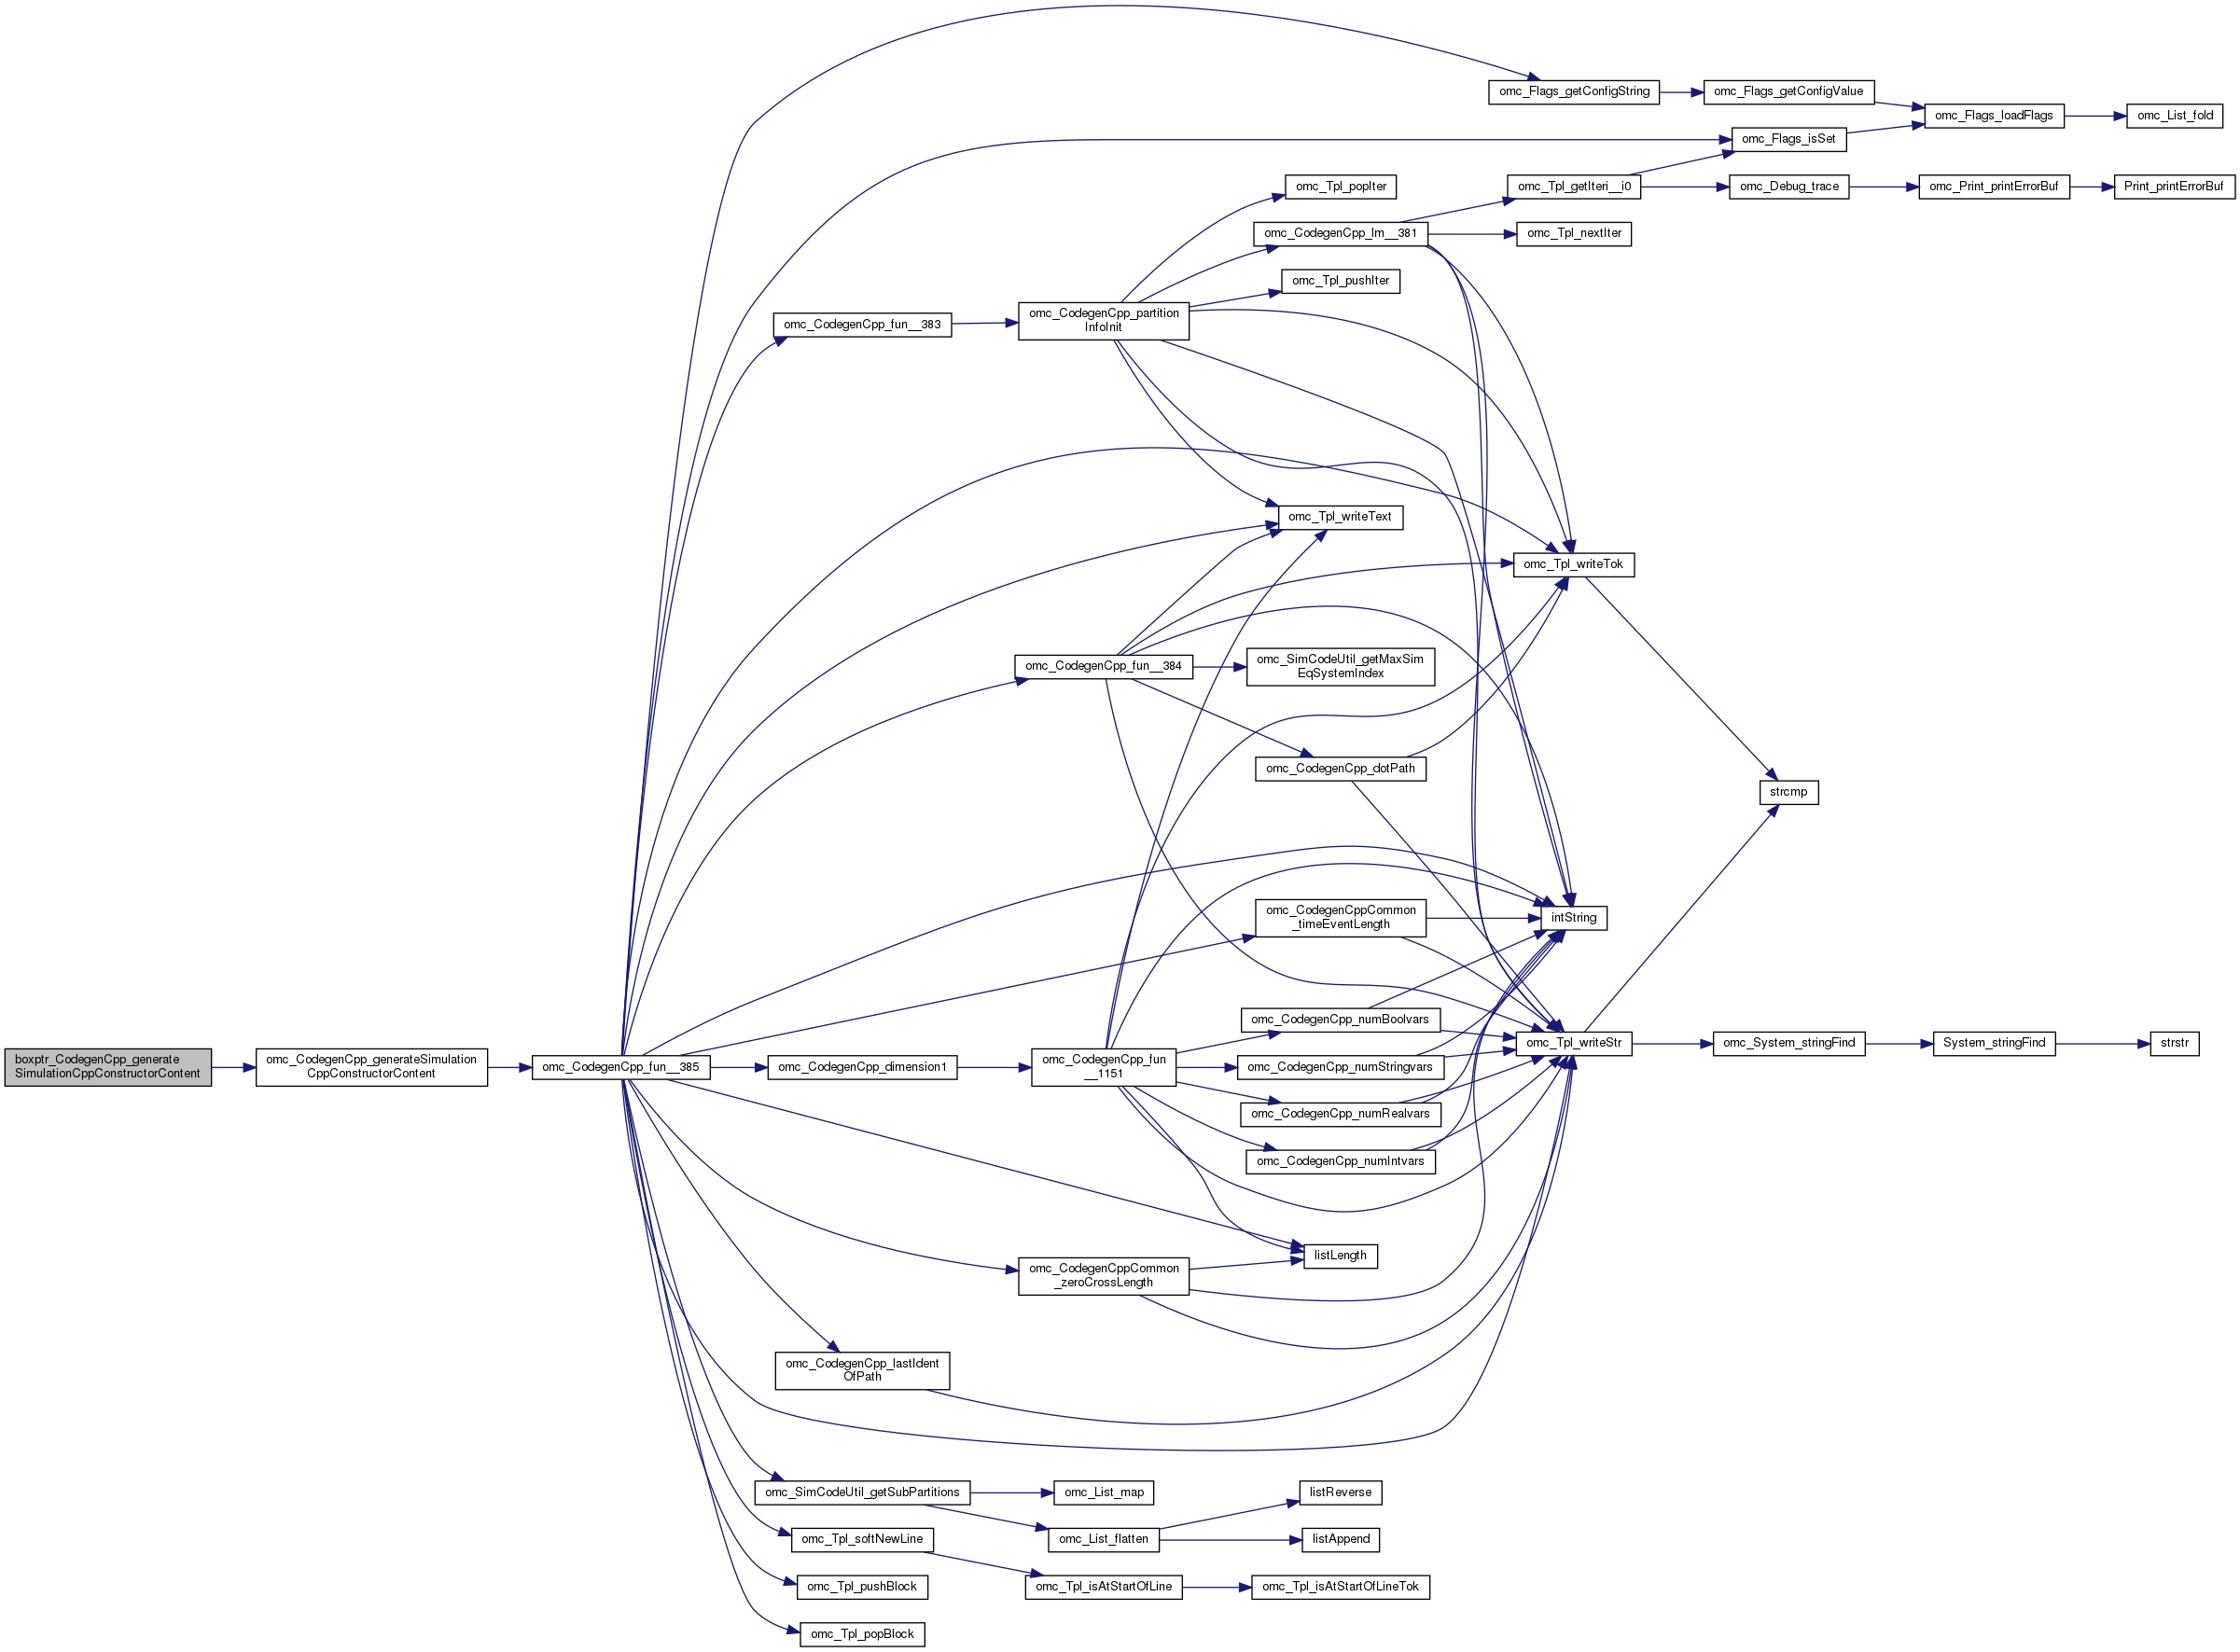 omc_Flags_getConfigString
omc_Flags_getConfigValue
omc_Flags_loadFlags
omc_List_fold
omc_Flags_isSet
omc_Tpl_popIter
omc_Tpl_getIteri__i0
omc_Debug_trace
omc_Print_printErrorBuf
Print_printErrorBuf
omc_CodegenCpp_lm__381
omc_Tpl_nextIter
omc_Tpl_pushIter
omc_CodegenCpp_fun__383
omc_CodegenCpp_partition
InfoInit
omc_Tpl_writeText
omc_Tpl_writeTok
omc_CodegenCpp_fun__384
omc_SimCodeUtil_getMaxSim
EqSystemIndex
omc_CodegenCpp_dotPath
strcmp
omc_CodegenCppCommon
_timeEventLength
intString
omc_CodegenCpp_numBoolvars
omc_Tpl_writeStr
omc_System_stringFind
System_stringFind
strstr
boxptr_CodegenCpp_generate
SimulationCppConstructorContent
omc_CodegenCpp_generateSimulation
CppConstructorContent
omc_CodegenCpp_fun__385
omc_CodegenCpp_dimension1
omc_CodegenCpp_fun
__1151
omc_CodegenCpp_numStringvars
omc_CodegenCpp_numRealvars
omc_CodegenCpp_numIntvars
listLength
omc_CodegenCppCommon
_zeroCrossLength
omc_CodegenCpp_lastIdent
OfPath
omc_SimCodeUtil_getSubPartitions
omc_List_map
listReverse
omc_Tpl_softNewLine
omc_List_flatten
listAppend
omc_Tpl_pushBlock
omc_Tpl_isAtStartOfLine
omc_Tpl_isAtStartOfLineTok
omc_Tpl_popBlock